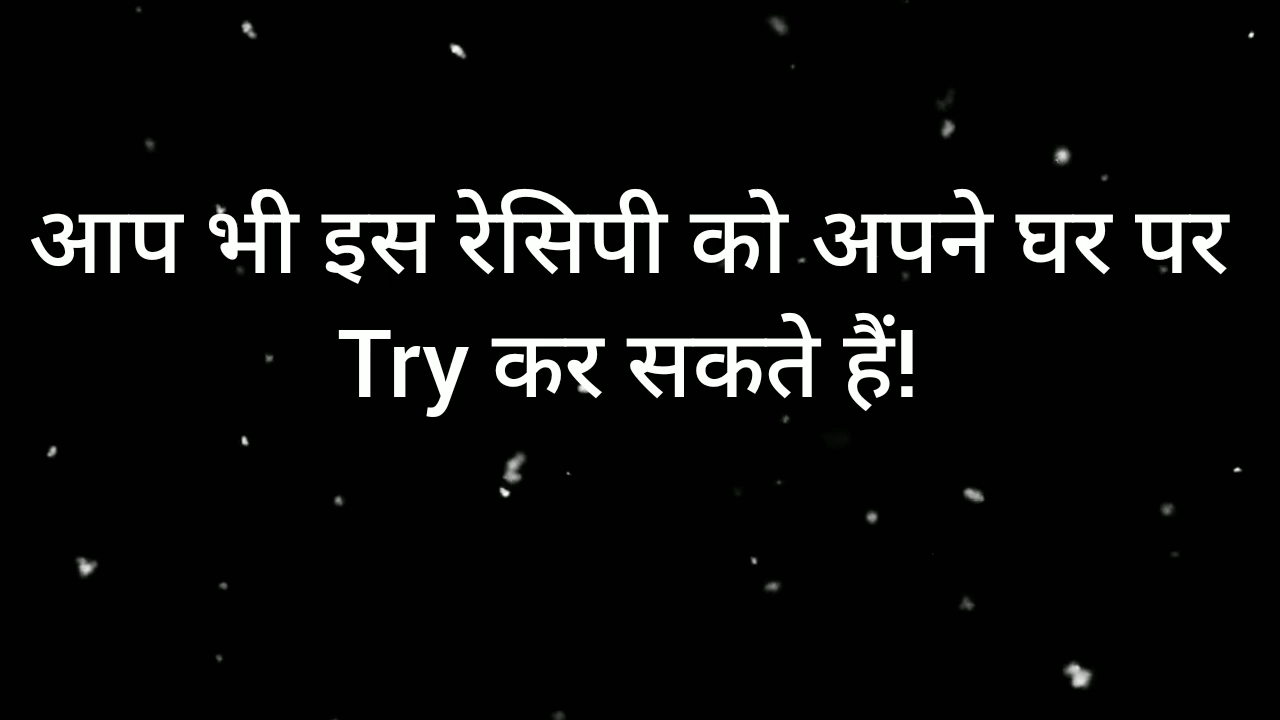 आप भी इस रेसिपी को अपने घर पर
Try कर सकते हैं!